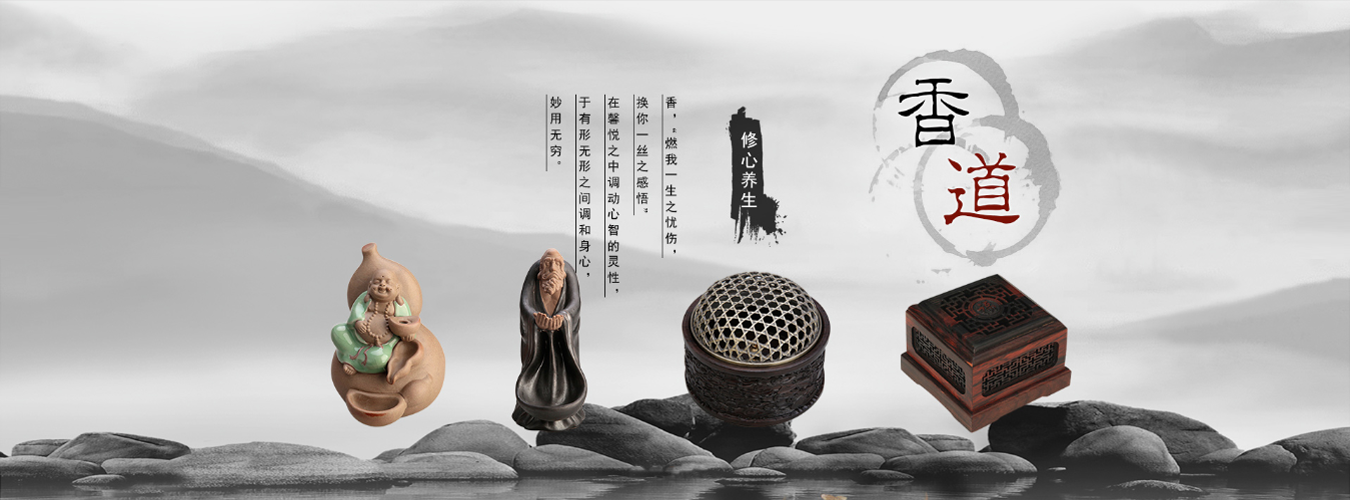 香道
修心养生
香，“燃我一生之忧伤，
换你一丝之感悟”
在馨悦之中调动心智的灵性，
于有形无形之间调和身心，
妙用无穷。